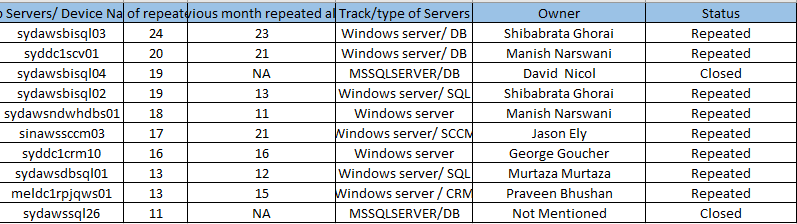 Servers/ Device Na of repeate vious month repeated al Track/type of Servers Owner Status
sydawsbisql03 24 23 Windows server/ DB Shibabrata Ghorai Repeated
syddc1scv01 20 21 Windows server/ DB Manish Narswani Repeated
sydawsbisql04 19 NA MSSQLSERVER/DB David Nicol Closed
sydawsbisql02 19 13 Windows server/ SQL Shibabrata Ghorai Repeated
sydawsndwhdbs01 18 11 Windows server Manish Narswani Repeated
sinawssccm03 17 21 Windows server/ SCCM Jason Ely Repeated
syddc1crm10 16 16 Windows server George Goucher Repeated
sydawsdbsql01 13 12 Windows server/ SQL Murtaza Murtaza Repeated
meldc1rpjqws01 13 15 Windows server / CRM Praveen Bhushan Repeated
sydawssql26 11 NA MSSQLSERVER/DB Not Mentioned Closed